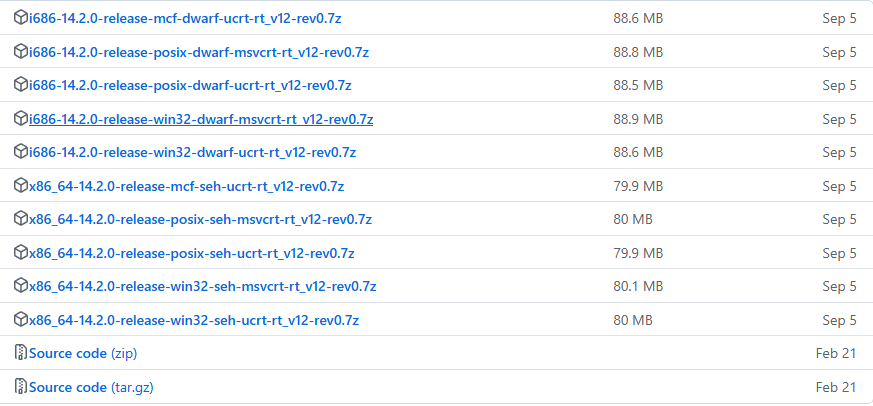 i686-14.2.0-release-mcf-dwarf-ucrt-rt_v12-rev0.7z 88.6 MB Sep 5
i686-14.2.0-release-posix-dwarf-msvcrt-rt_v12-rev0.7z 88.8 MB Sep 5
i686-14.2.0-release-posix-dwarf-ucrt-rt_v12-rev0.7z 88.5 MB Sep 5
i686-14.2.0-release-win32-dwarf-msvcrt-rt_v12-rev0.7z 88.9 MB Sep 5
i686-14.2.0-release-win32-dwarf-ucrt-rt_v12-rev0.7z 88.6 MB Sep 5
x86_64-14.2.0-release-mcf-seh-ucrt-rt_v12-rev0.7z 79.9 MB Sep 5
x86_64-14.2.0-release-posix-seh-msvcrt-rt_v12-rev0.7z 80 MB Sep 5
x86_64-14.2.0-release-posix-seh-ucrt-rt_v12-rev0.7z 79.9 MB Sep 5
x86_64-14.2.0-release-win32-seh-msvcrt-rt_v12-rev0.7z 80.1 MB Sep 5
x86_64-14.2.0-release-win32-seh-ucrt-rt_v12-rev0.7z 80 MB Sep 5
Source code (zip) Feb 21
Source code (tar.gz) Feb 21